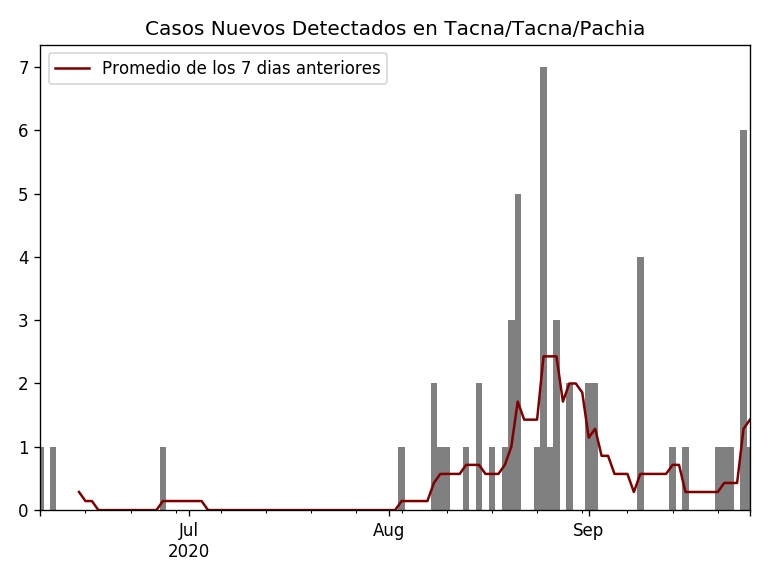 Casos Nuevos Detectados en Tacna/Tacna/Pachia
Promedio de los 7 dias anteriores
7
6
5
4
3
2
1
0
Jul
2020
Aug
Sep